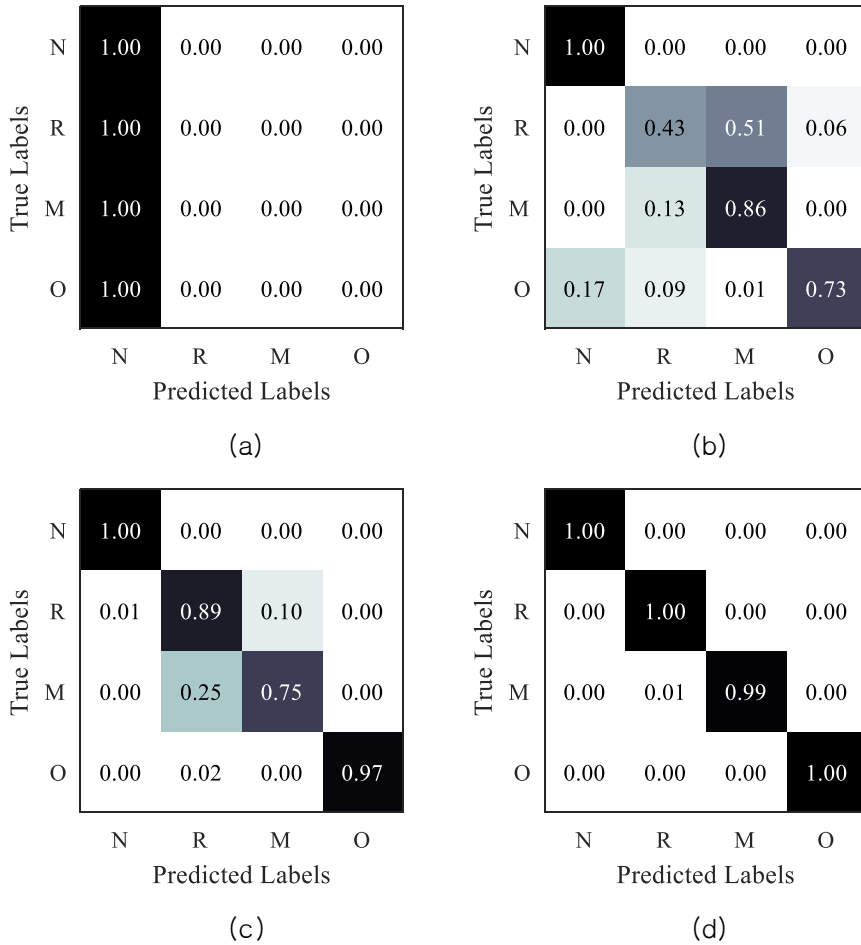 True Labels
N 1.00 0.00 0.00 0.00
R 1.00 0.00 0.00 0.00
M 1.00 0.00 0.00 0.00
O 1.00 0.00 0.00 0.00
N R M O
Predicted Labels
(a)
True Labels
N 1.00 0.00 0.00 0.00
R 0.00 0.43 0.51 0.06
M 0.00 0.13 0.86 0.00
O 0.17 0.09 0.01 0.73
N R M O
Predicted Labels
(b)
True Labels
N 1.00 0.00 0.00 0.00
R 0.01 0.89 0.10 0.00
M 0.00 0.25 0.75 0.00
O 0.00 0.02 0.00 0.97
N R M O
Predicted Labels
(c)
True Labels
N 1.00 0.00 0.00 0.00
R 0.00 1.00 0.00 0.00
M 0.00 0.01 0.99 0.00
O 0.00 0.00 0.00 1.00
N R M O
Predicted Labels
(d)